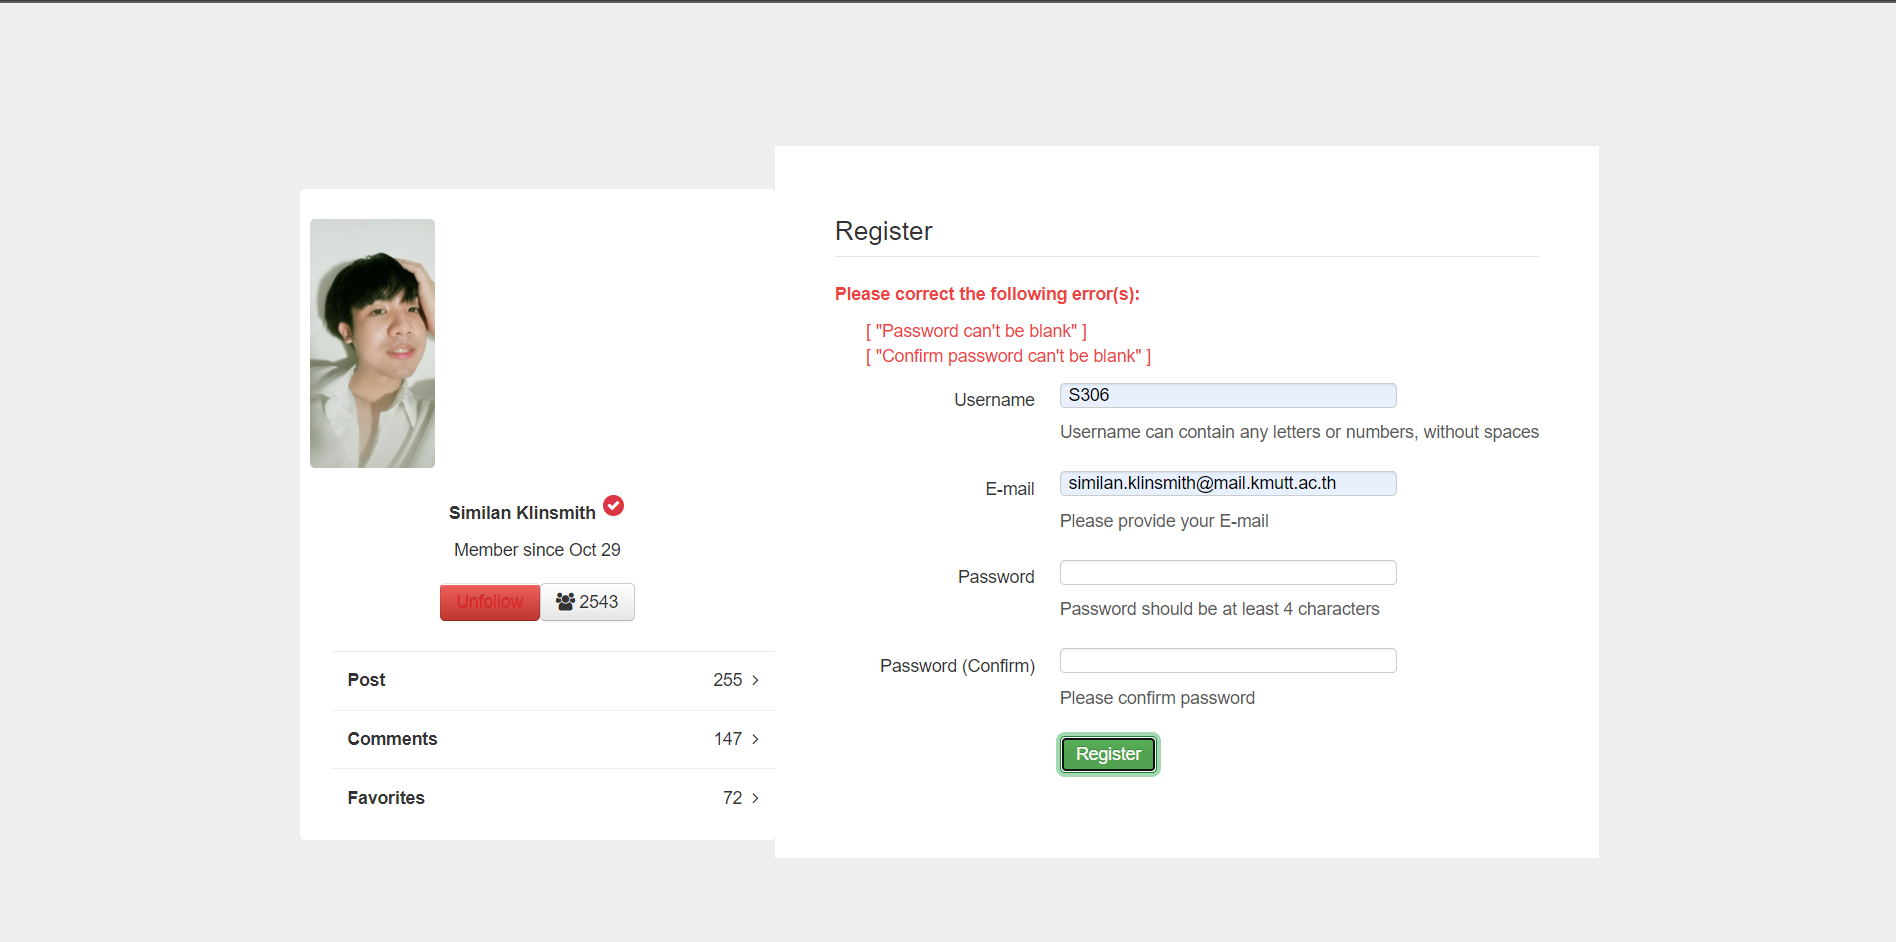 Similan Klinsmith
Member since Oct 29
Unfollow 2543
Post 255
Comments 147
Favorites 72
Register
Please correct the following error(s):
[ "Password can't be blank" ]
[ "Confirm password can't be blank" ]
Username S306
Username can contain any letters or numbers, without spaces
E-mail similan.klinsmith@mail.kmutt.ac.th
Please provide your E-mail
Password
Password should be at least 4 characters
Password (Confirm)
Please confirm password
Register